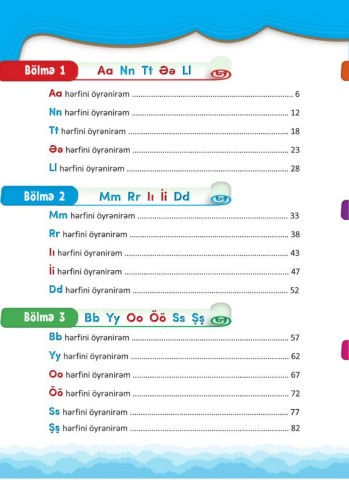 Bölmə 1 Aa Nn Tt Əə Ll
Aa hərfini öyrənirəm 6
Nn hərfini öyrənirəm 12
Tt hərfini öyrənirəm 18
Əə hərfini öyrənirəm 23
Ll hərfini öyrənirəm 28
Bölmə 2 Mm Rr Iı İi Dd
Mm hərfini öyrənirəm 33
Rr hərfini öyrənirəm 38
Iı hərfini öyrənirəm 43
İi hərfini öyrənirəm 47
Dd hərfini öyrənirəm 52
Bölmə 3 Bb Yy Oo Öö Ss Şş
Bb hərfini öyrənirəm 57
Yy hərfini öyrənirəm 62
Oo hərfini öyrənirəm 67
Öö hərfini öyrənirəm 72
Ss hərfini öyrənirəm 77
Şş hərfini öyrənirəm 82